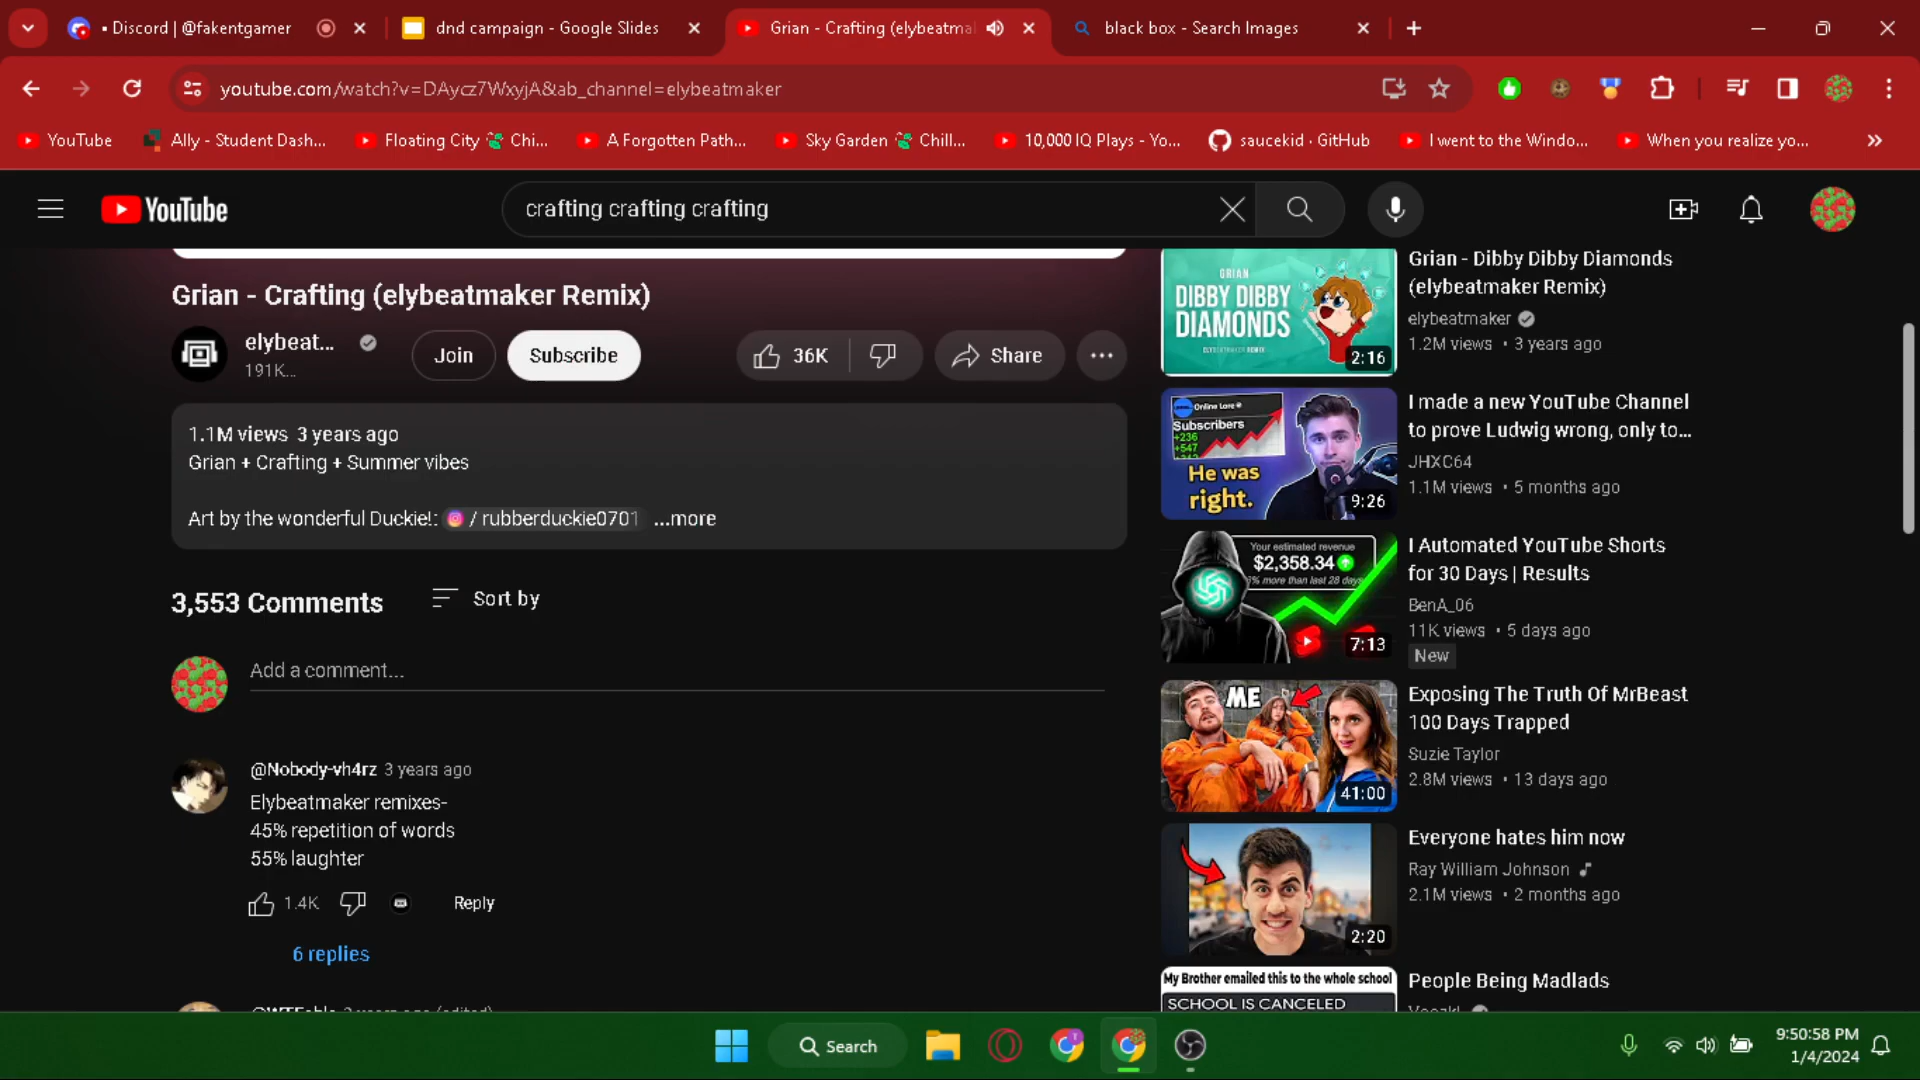 ▪ Discord | @fakentgamer
dnd campaign - Google Slides
Grian - Crafting (elybeatma
black box - Search Images
youtube.com/watch?v=DAycz7WxyjA&ab_channel=elybeatmaker
YouTube
Ally - Student Dash...
Floating City Chi...
A Forgotten Path...
Sky Garden Chill...
10,000 IQ Plays - Yo...
saucekid · GitHub
I went to the Windo...
When you realize yo...
YouTube
crafting crafting crafting
Grian - Crafting (elybeatmaker Remix)
elybeat...
191K...
Join
Subscribe
36K
Share
1.1M views 3 years ago
Grian + Crafting + Summer vibes
Art by the wonderful Duckie!: / rubberduckie0701 ...more
3,553 Comments
Sort by
Add a comment...
@Nobody-vh4rz 3 years ago
Elybeatmaker remixes-
45% repetition of words
55% laughter
1.4K
Reply
6 replies
GRIAN
DIBBY DIBBY
DIAMONDS
ELYBEATMAKER REMIX
2:16
Grian - Dibby Dibby Diamonds
(elybeatmaker Remix)
elybeatmaker
1.2M views • 3 years ago
Online Lore
Subscribers
+236
+547
He was
right.
9:26
I made a new YouTube Channel
to prove Ludwig wrong, only to...
JHXC64
1.1M views • 5 months ago
Your estimated revenue
$2,358.34
% more than last 28 days
7:13
I Automated YouTube Shorts
for 30 Days | Results
BenA_06
11K views • 5 days ago
New
ME
41:00
Exposing The Truth Of MrBeast
100 Days Trapped
Suzie Taylor
2.8M views • 13 days ago
2:20
Everyone hates him now
Ray William Johnson
2.1M views • 2 months ago
My Brother emailed this to the whole school
SCHOOL IS CANCELED
People Being Madlads
Search
9:50:58 PM
1/4/2024